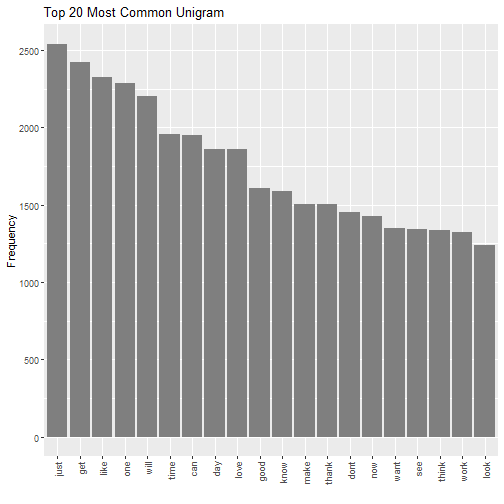 Top 20 Most Common Unigram
Frequency
2500
2000
1500
1000
500
0
just
get
like
one
will
time
can
day
love
good
know
make
thank
dont
now
want
see
think
work
look